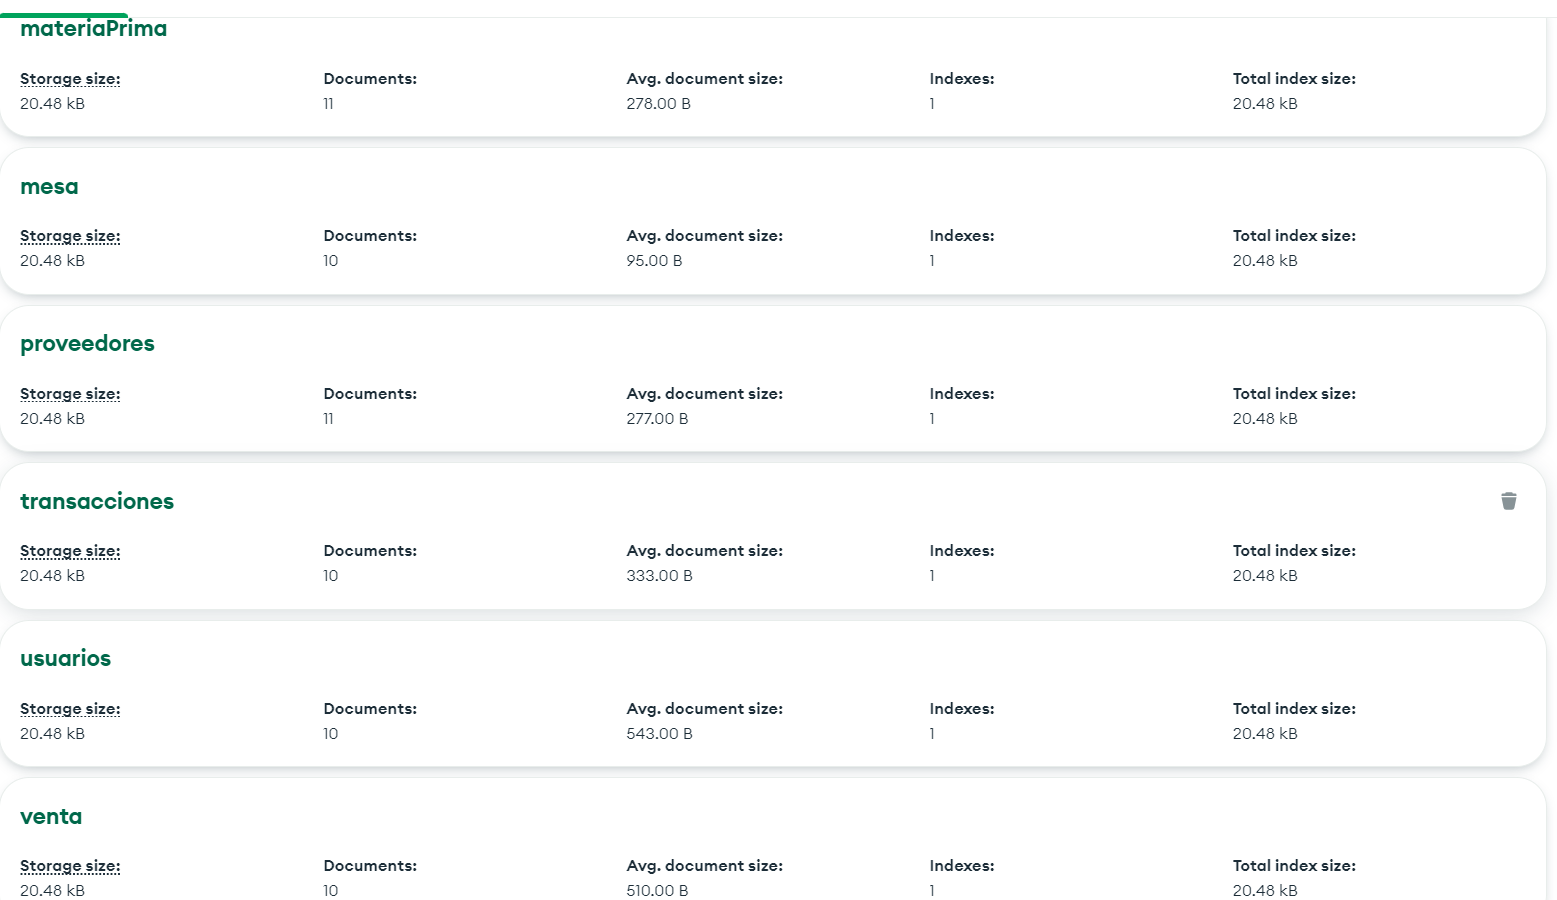 materiaPrima
Storage size: Documents: Avg. document size: Indexes: Total index size:
20.48 kB 11 278.00 B 1 20.48 kB
mesa
Storage size: Documents: Avg. document size: Indexes: Total index size:
20.48 kB 10 95.00 B 1 20.48 kB
proveedores
Storage size: Documents: Avg. document size: Indexes: Total index size:
20.48 kB 11 277.00 B 1 20.48 kB
transacciones
Storage size: Documents: Avg. document size: Indexes: Total index size:
20.48 kB 10 333.00 B 1 20.48 kB
usuarios
Storage size: Documents: Avg. document size: Indexes: Total index size:
20.48 kB 10 543.00 B 1 20.48 kB
venta
Storage size: Documents: Avg. document size: Indexes: Total index size:
20.48 kB 10 510.00 B 1 20.48 kB